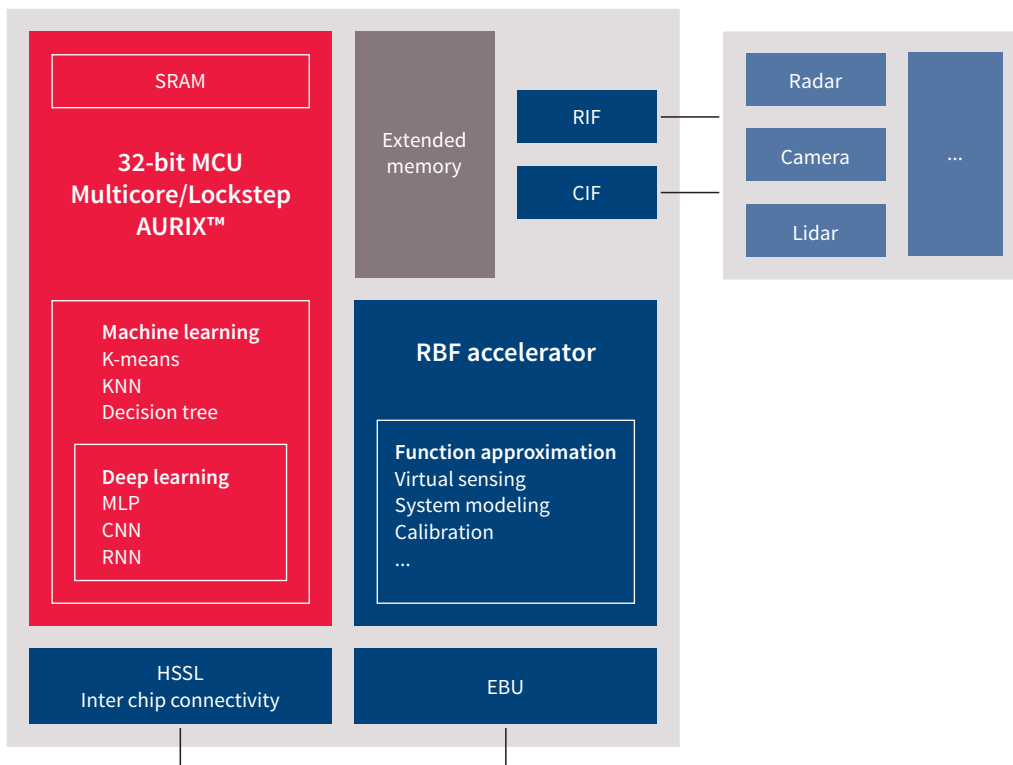 SRAM
32-bit MCU
Multicore/Lockstep
AURIX™
Machine learning
K-means
KNN
Decision tree
Deep learning
MLP
CNN
RNN
Extended
memory
RIF
CIF
Radar
Camera
Lidar
...
RBF accelerator
Function approximation
Virtual sensing
System modeling
Calibration
...
HSSL
Inter chip connectivity
EBU